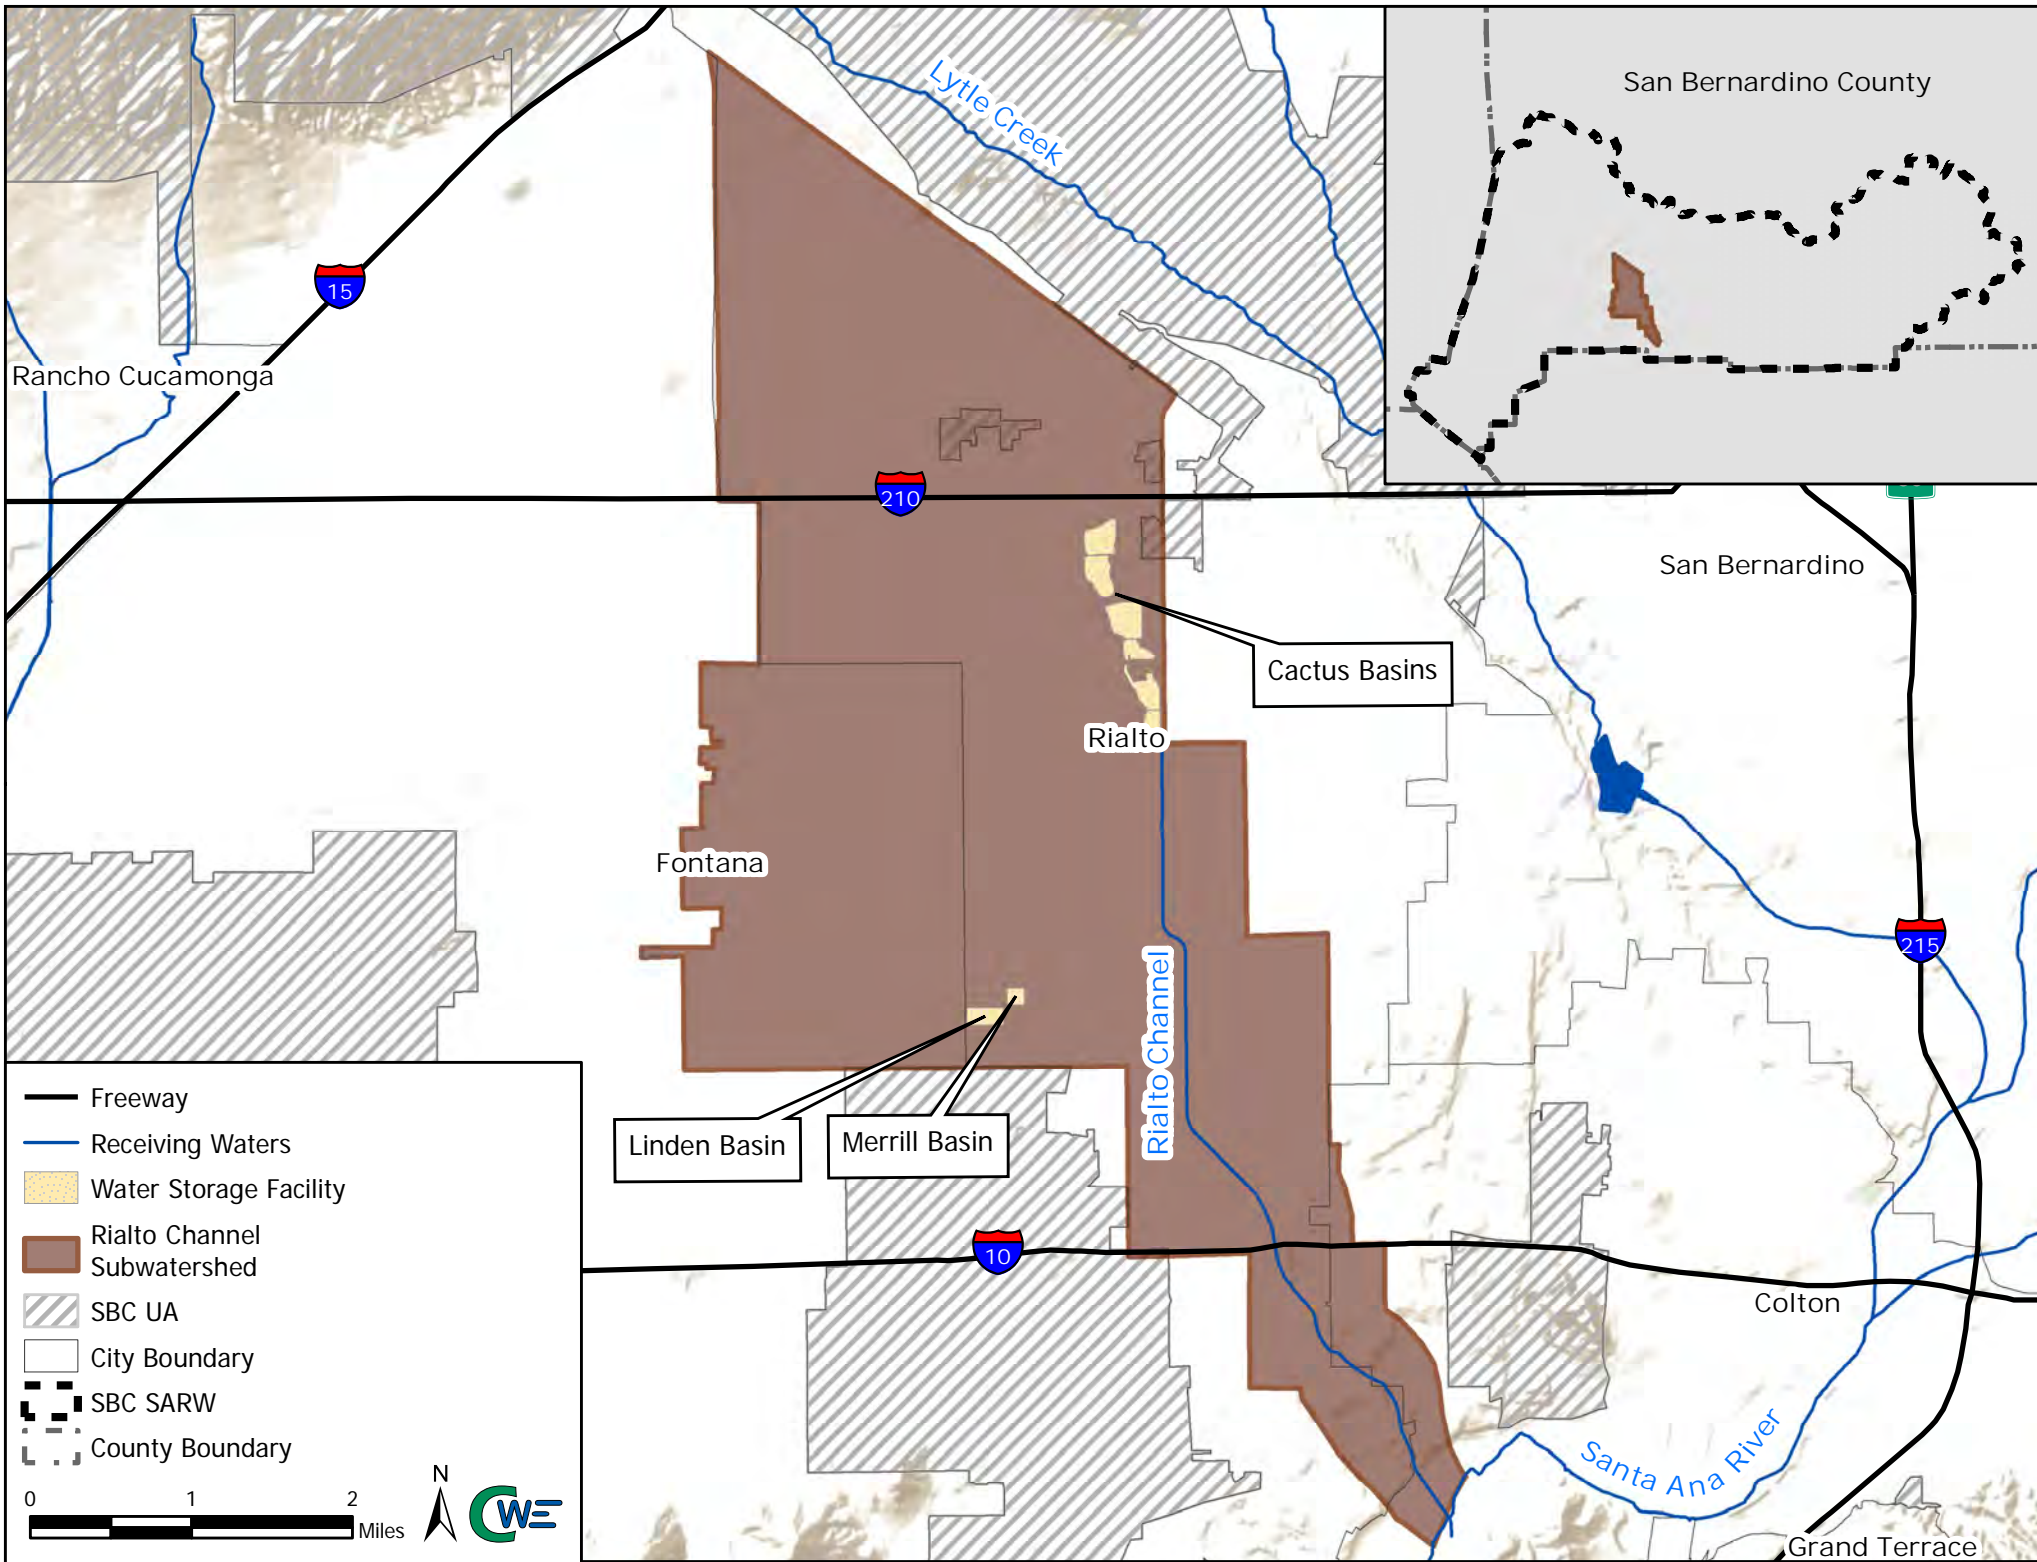 San Bernardino County
Lytle Creek
15
Rancho Cucamonga
210
San Bernardino
Cactus Basins
Rialto
Fontana
215
Rialto Channel
Linden Basin
Merrill Basin
10
Colton
Santa Ana River
Grand Terrace
Freeway
Receiving Waters
Water Storage Facility
Rialto Channel
Subwatershed
SBC UA
City Boundary
SBC SARW
County Boundary
N
0 1 2
Miles
CWE